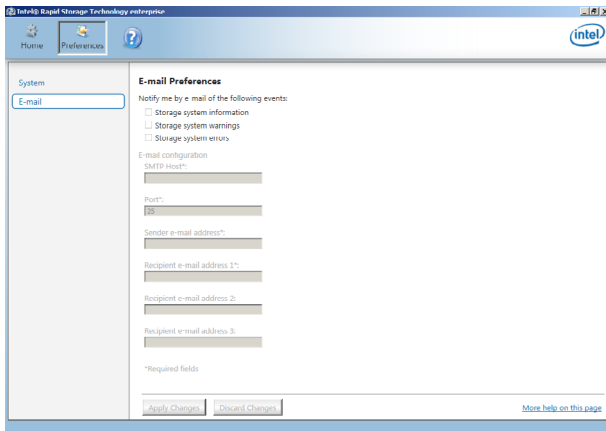 Intel® Rapid Storage Technology enterprise
Home
Preferences
?
intel
System
E-mail
E-mail Preferences
Notify me by e mail of the following events:
Storage system information
Storage system warnings
Storage system errors
E-mail configuration
SMTP Host*:
Port*:
25
Sender e-mail address*:
Recipient e-mail address 1*:
Recipient e-mail address 2:
Recipient e-mail address 3:
*Required fields
Apply Changes
Discard Changes
More help on this page